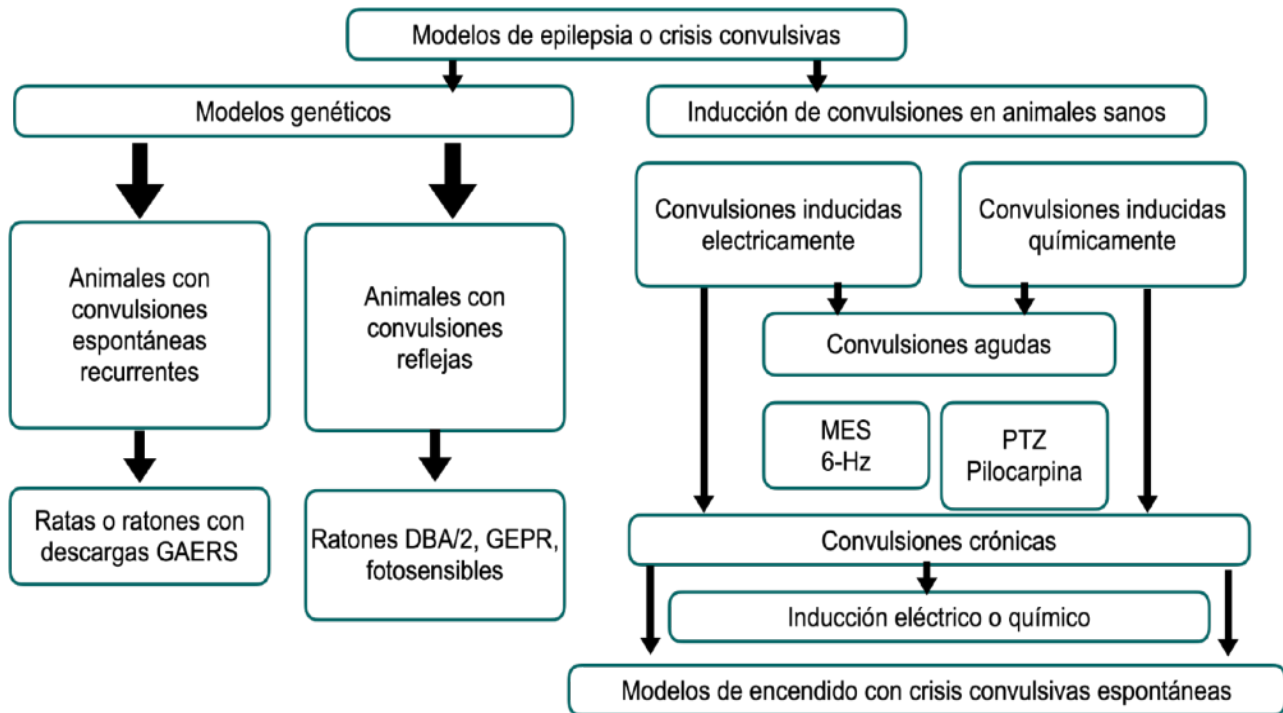 Modelos de epilepsia o crisis convulsivas
Modelos genéticos
Inducción de convulsiones en animales sanos
Animales con
convulsiones
espontáneas
recurrentes
Animales con
convulsiones
reflejas
Convulsiones inducidas
electricamente
Convulsiones inducidas
químicamente
Convulsiones agudas
MES
6-Hz
PTZ
Pilocarpina
Ratas o ratones con
descargas GAERS
Ratones DBA/2, GEPR,
fotosensibles
Convulsiones crónicas
Inducción eléctrico o químico
Modelos de encendido con crisis convulsivas espontáneas